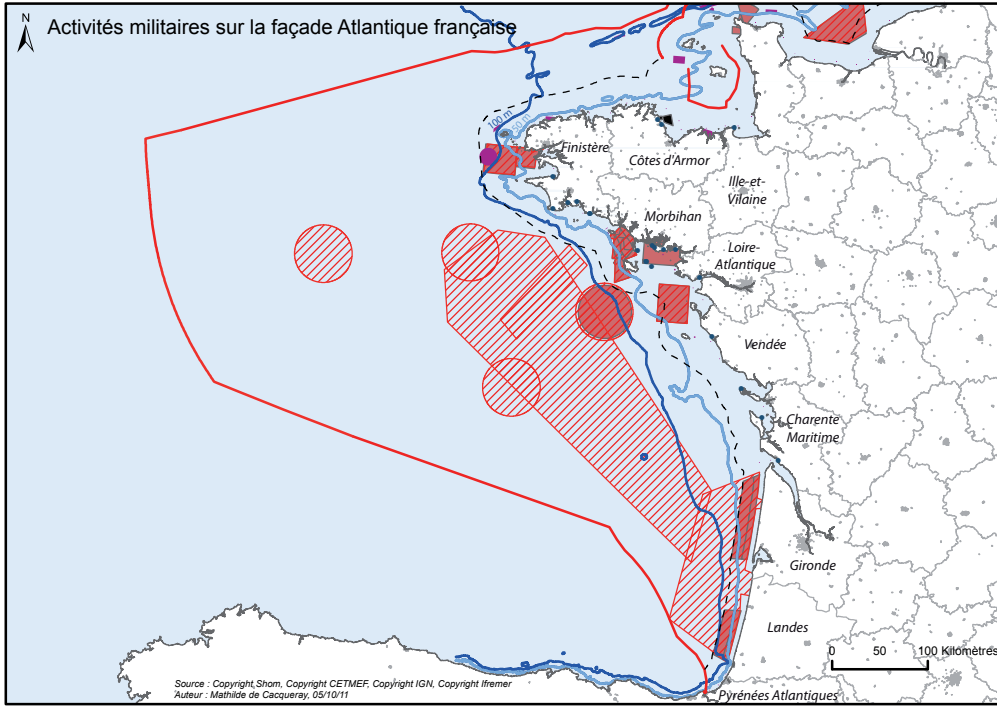 N
Activités militaires sur la façade Atlantique française
100 m
50 m
Finistère
Côtes d'Armor
Ille-et-
Vilaine
Morbihan
Loire-
Atlantique
Vendée
Charente
Maritime
Gironde
Landes
0 50 100 Kilomètres
Pyrénées Atlantiques
Source : Copyright Shom, Copyright CETMEF, Copyright IGN, Copyright Ifremer
Auteur : Mathilde de Cacqueray, 05/10/11